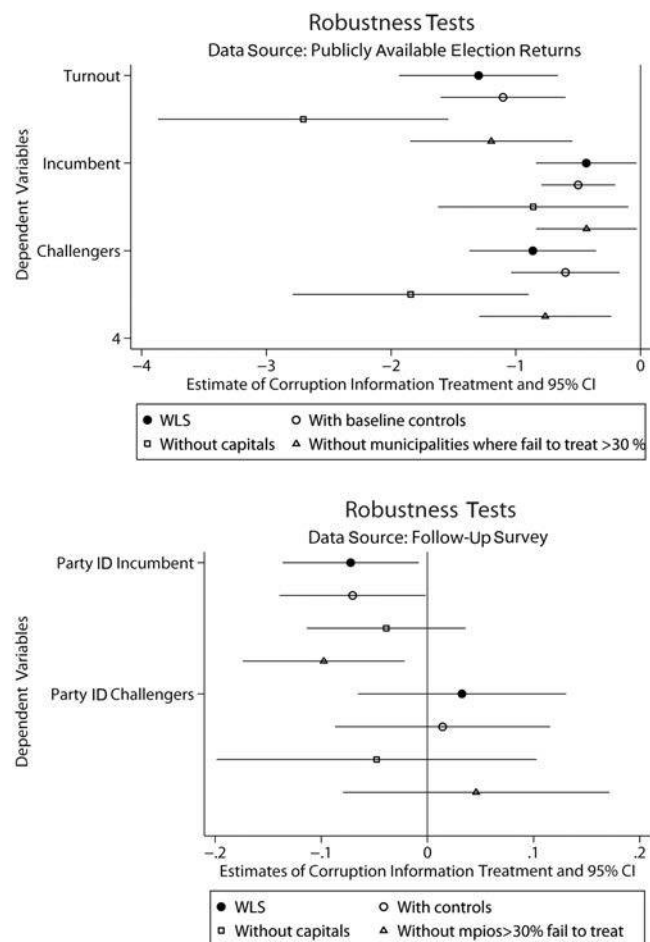 Robustness Tests
Data Source: Publicly Available Election Returns
Dependent Variables
Turnout
Incumbent
Challengers
4
−4 −3 −2 −1 0
Estimate of Corruption Information Treatment and 95% CI
WLS With baseline controls
Without capitals Without municipalities where fail to treat >30 %
Robustness Tests
Data Source: Follow-Up Survey
Dependent Variables
Party ID Incumbent
Party ID Challengers
−.2 −.1 0 .1 .2
Estimates of Corruption Information Treatment and 95% CI
WLS With controls
Without capitals Without mpios>30% fail to treat